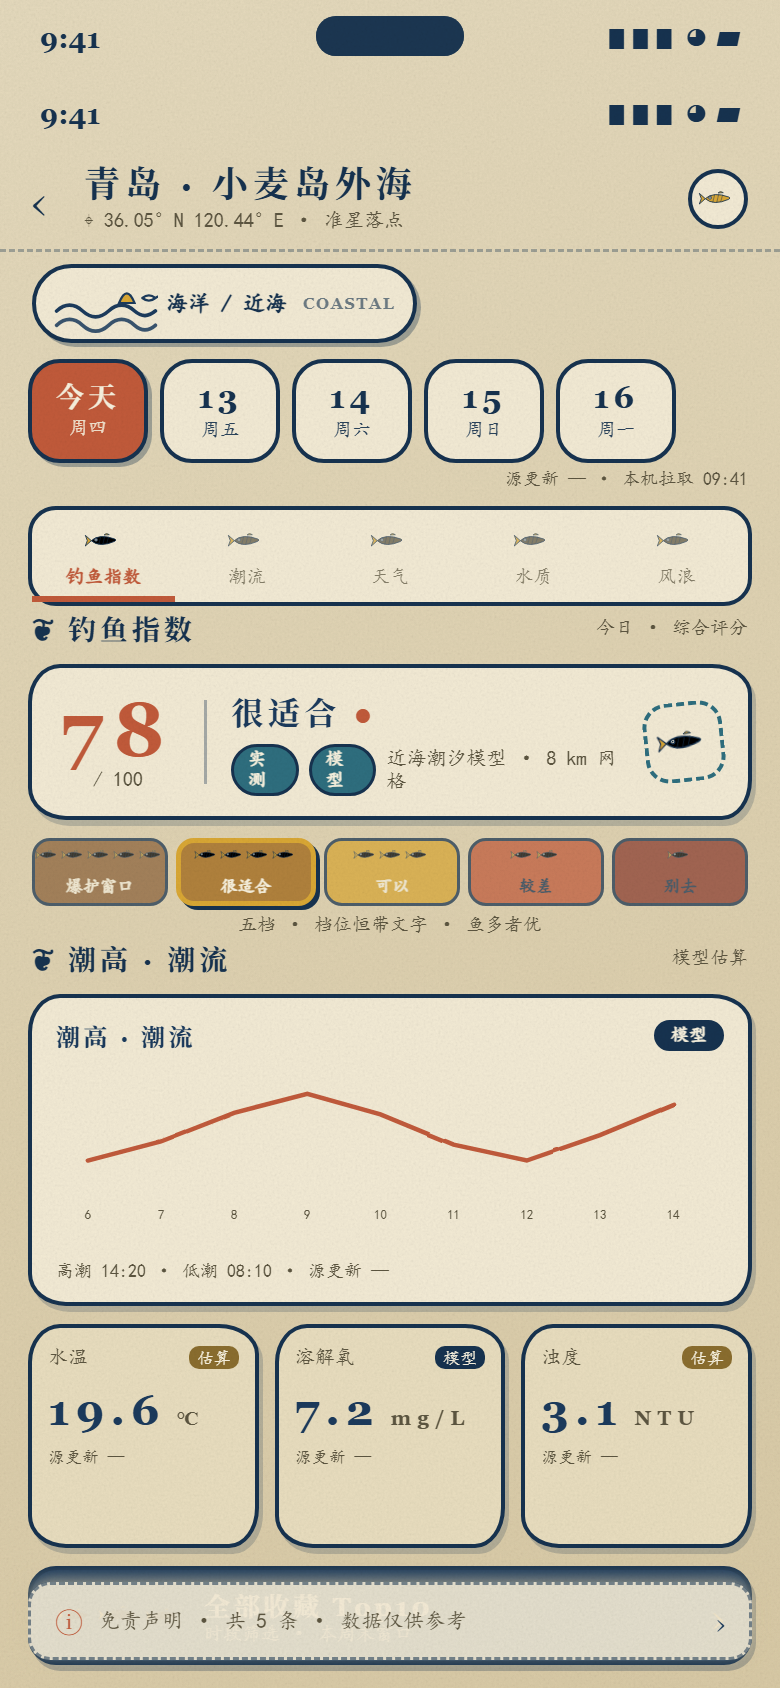 9:41
9:41
青岛 · 小麦岛外海
36.05° N 120.44° E • 准星落点
海洋 / 近海 COASTAL
今天 13 14 15 16
周四 周五 周六 周日 周一
源更新 — • 本机拉取 09:41
钓鱼指数 潮流 天气 水质 风浪
钓鱼指数 今日 • 综合评分
78 / 100
很适合
实测 模型 近海潮汐模型 • 8 km 网格
爆护窗口 很适合 可以 较差 别去
五档 • 档位恒带文字 • 鱼多者优
潮高 · 潮流 模型估算
潮高 · 潮流 模型
6 7 8 9 10 11 12 13 14
高潮 14:20 • 低潮 08:10 • 源更新 —
水温 估算 溶解氧 模型 浊度 估算
19.6 °C 7.2 mg/L 3.1 NTU
源更新 — 源更新 — 源更新 —
全部收藏 Top10
免责声明 • 共 5 条 • 数据仅供参考